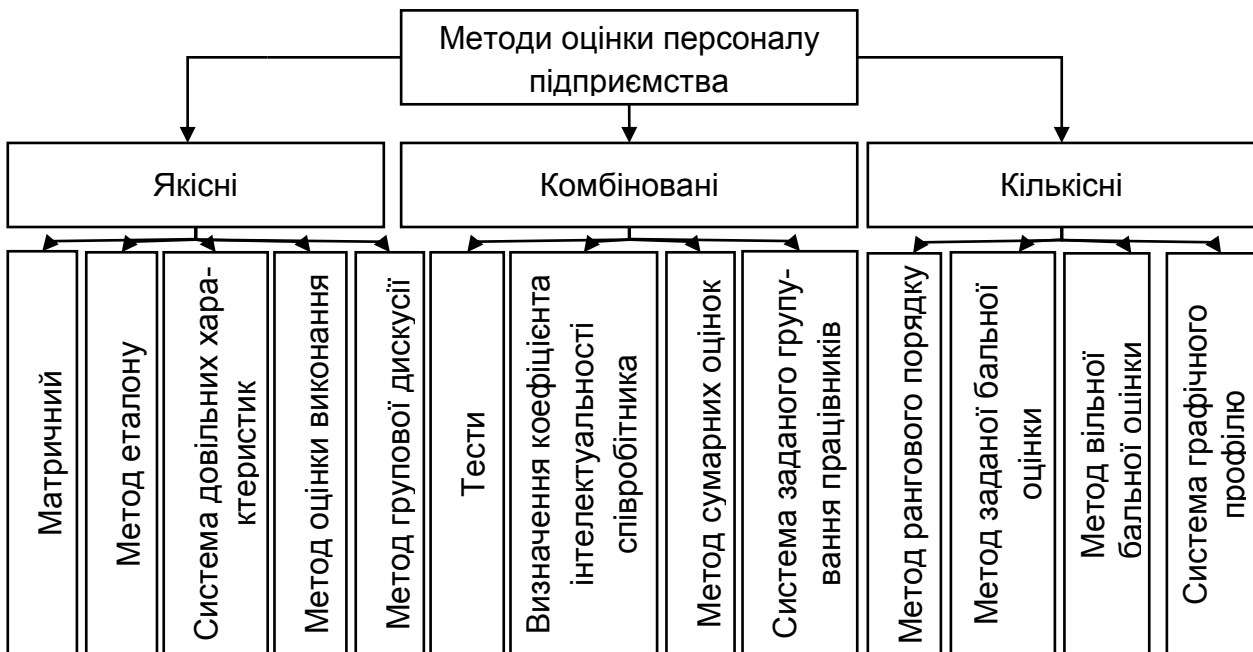 Методи оцінки персоналу
підприємства
Якісні
Комбіновані
Кількісні
Матричний
Метод еталону
Система довільних хара-
ктеристик
Метод оцінки виконання
Метод групової дискусії
Тести
Визначення коефіцієнта
інтелектуальності
співробітника
Метод сумарних оцінок
Система заданого групу-
вання працівників
Метод рангового порядку
Метод заданої бальної
оцінки
Метод вільної
бальної оцінки
Система графічного
профілю